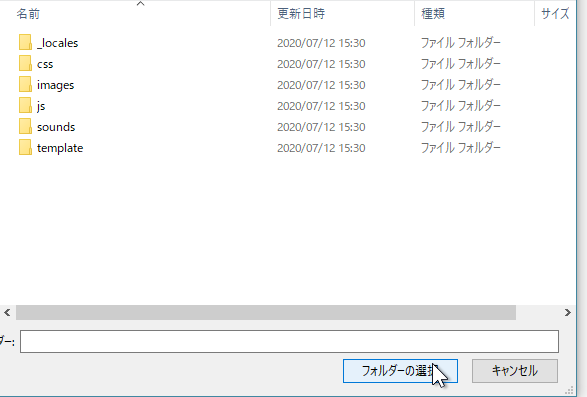 名前 更新日時 種類 サイズ
_locales 2020/07/12 15:30 ファイル フォルダー
css 2020/07/12 15:30 ファイル フォルダー
images 2020/07/12 15:30 ファイル フォルダー
js 2020/07/12 15:30 ファイル フォルダー
sounds 2020/07/12 15:30 ファイル フォルダー
template 2020/07/12 15:30 ファイル フォルダー
ダー:
フォルダーの選択 キャンセル